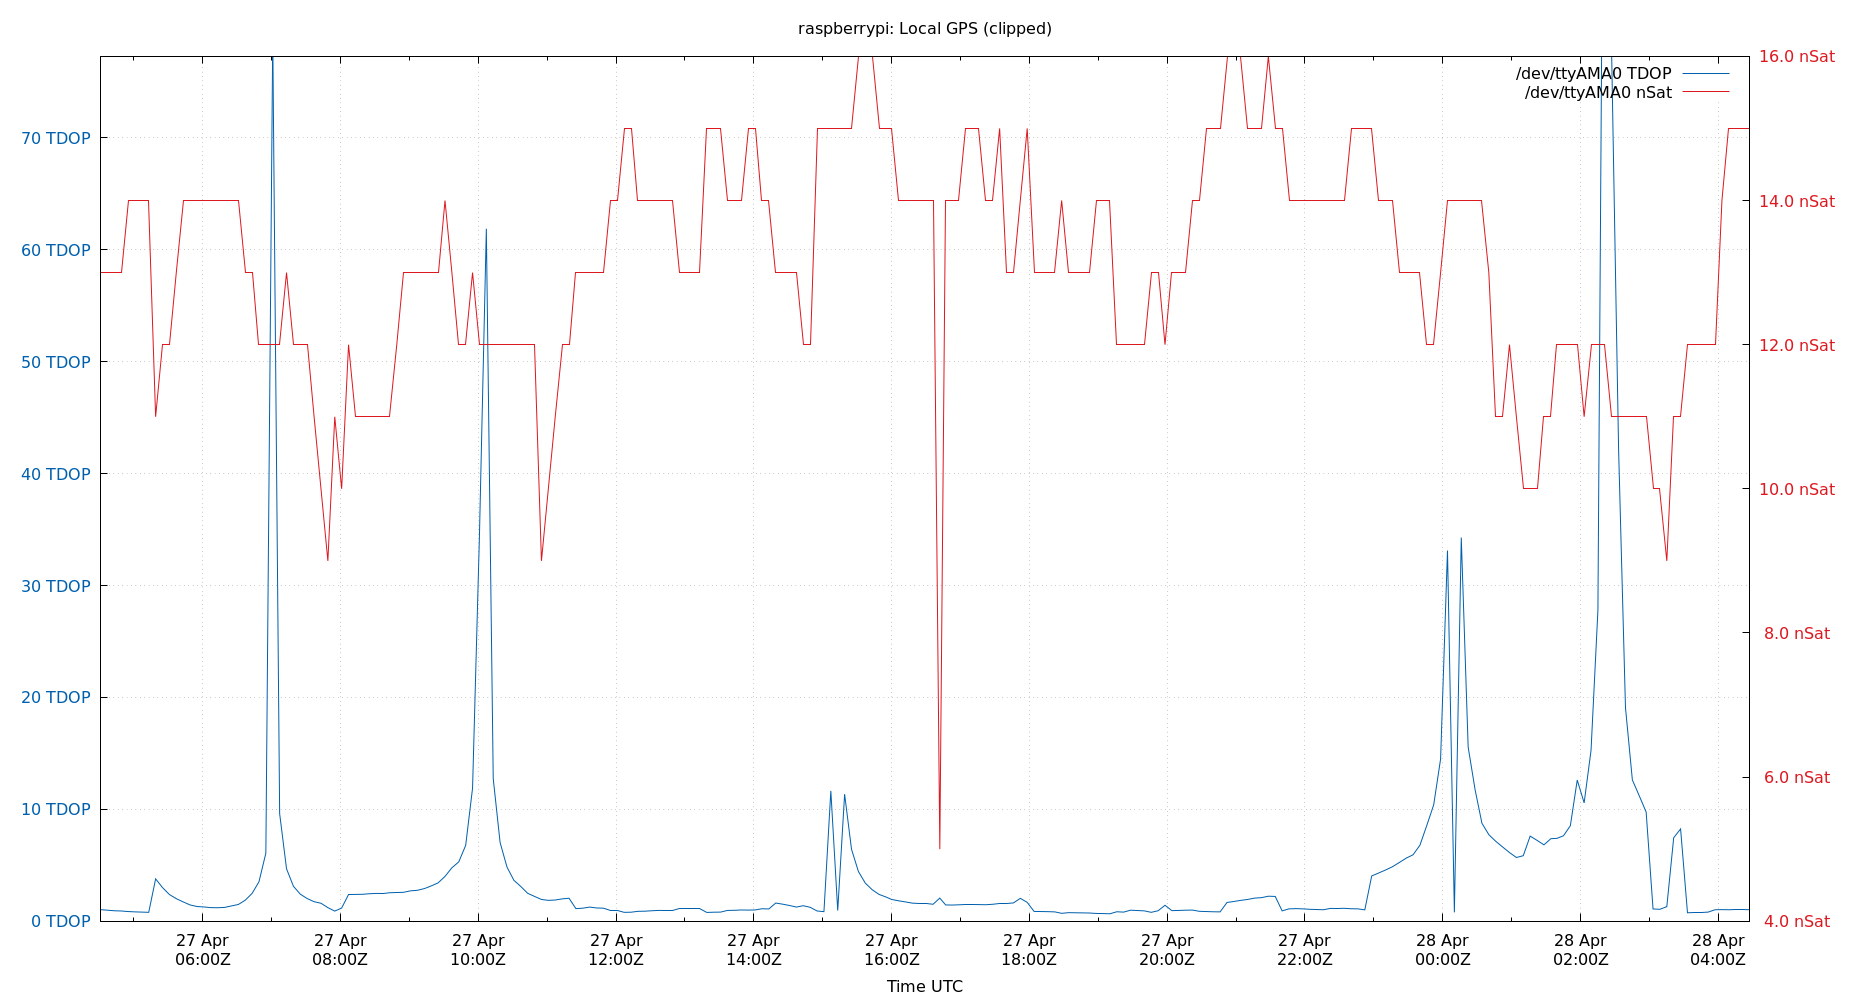 raspberrypi: Local GPS (clipped)
/dev/ttyAMA0 TDOP
/dev/ttyAMA0 nSat
70 TDOP
60 TDOP
50 TDOP
40 TDOP
30 TDOP
20 TDOP
10 TDOP
0 TDOP
16.0 nSat
14.0 nSat
12.0 nSat
10.0 nSat
8.0 nSat
6.0 nSat
4.0 nSat
27 Apr
06:00Z
27 Apr
08:00Z
27 Apr
10:00Z
27 Apr
12:00Z
27 Apr
14:00Z
27 Apr
16:00Z
27 Apr
18:00Z
27 Apr
20:00Z
27 Apr
22:00Z
28 Apr
00:00Z
28 Apr
02:00Z
28 Apr
04:00Z
Time UTC